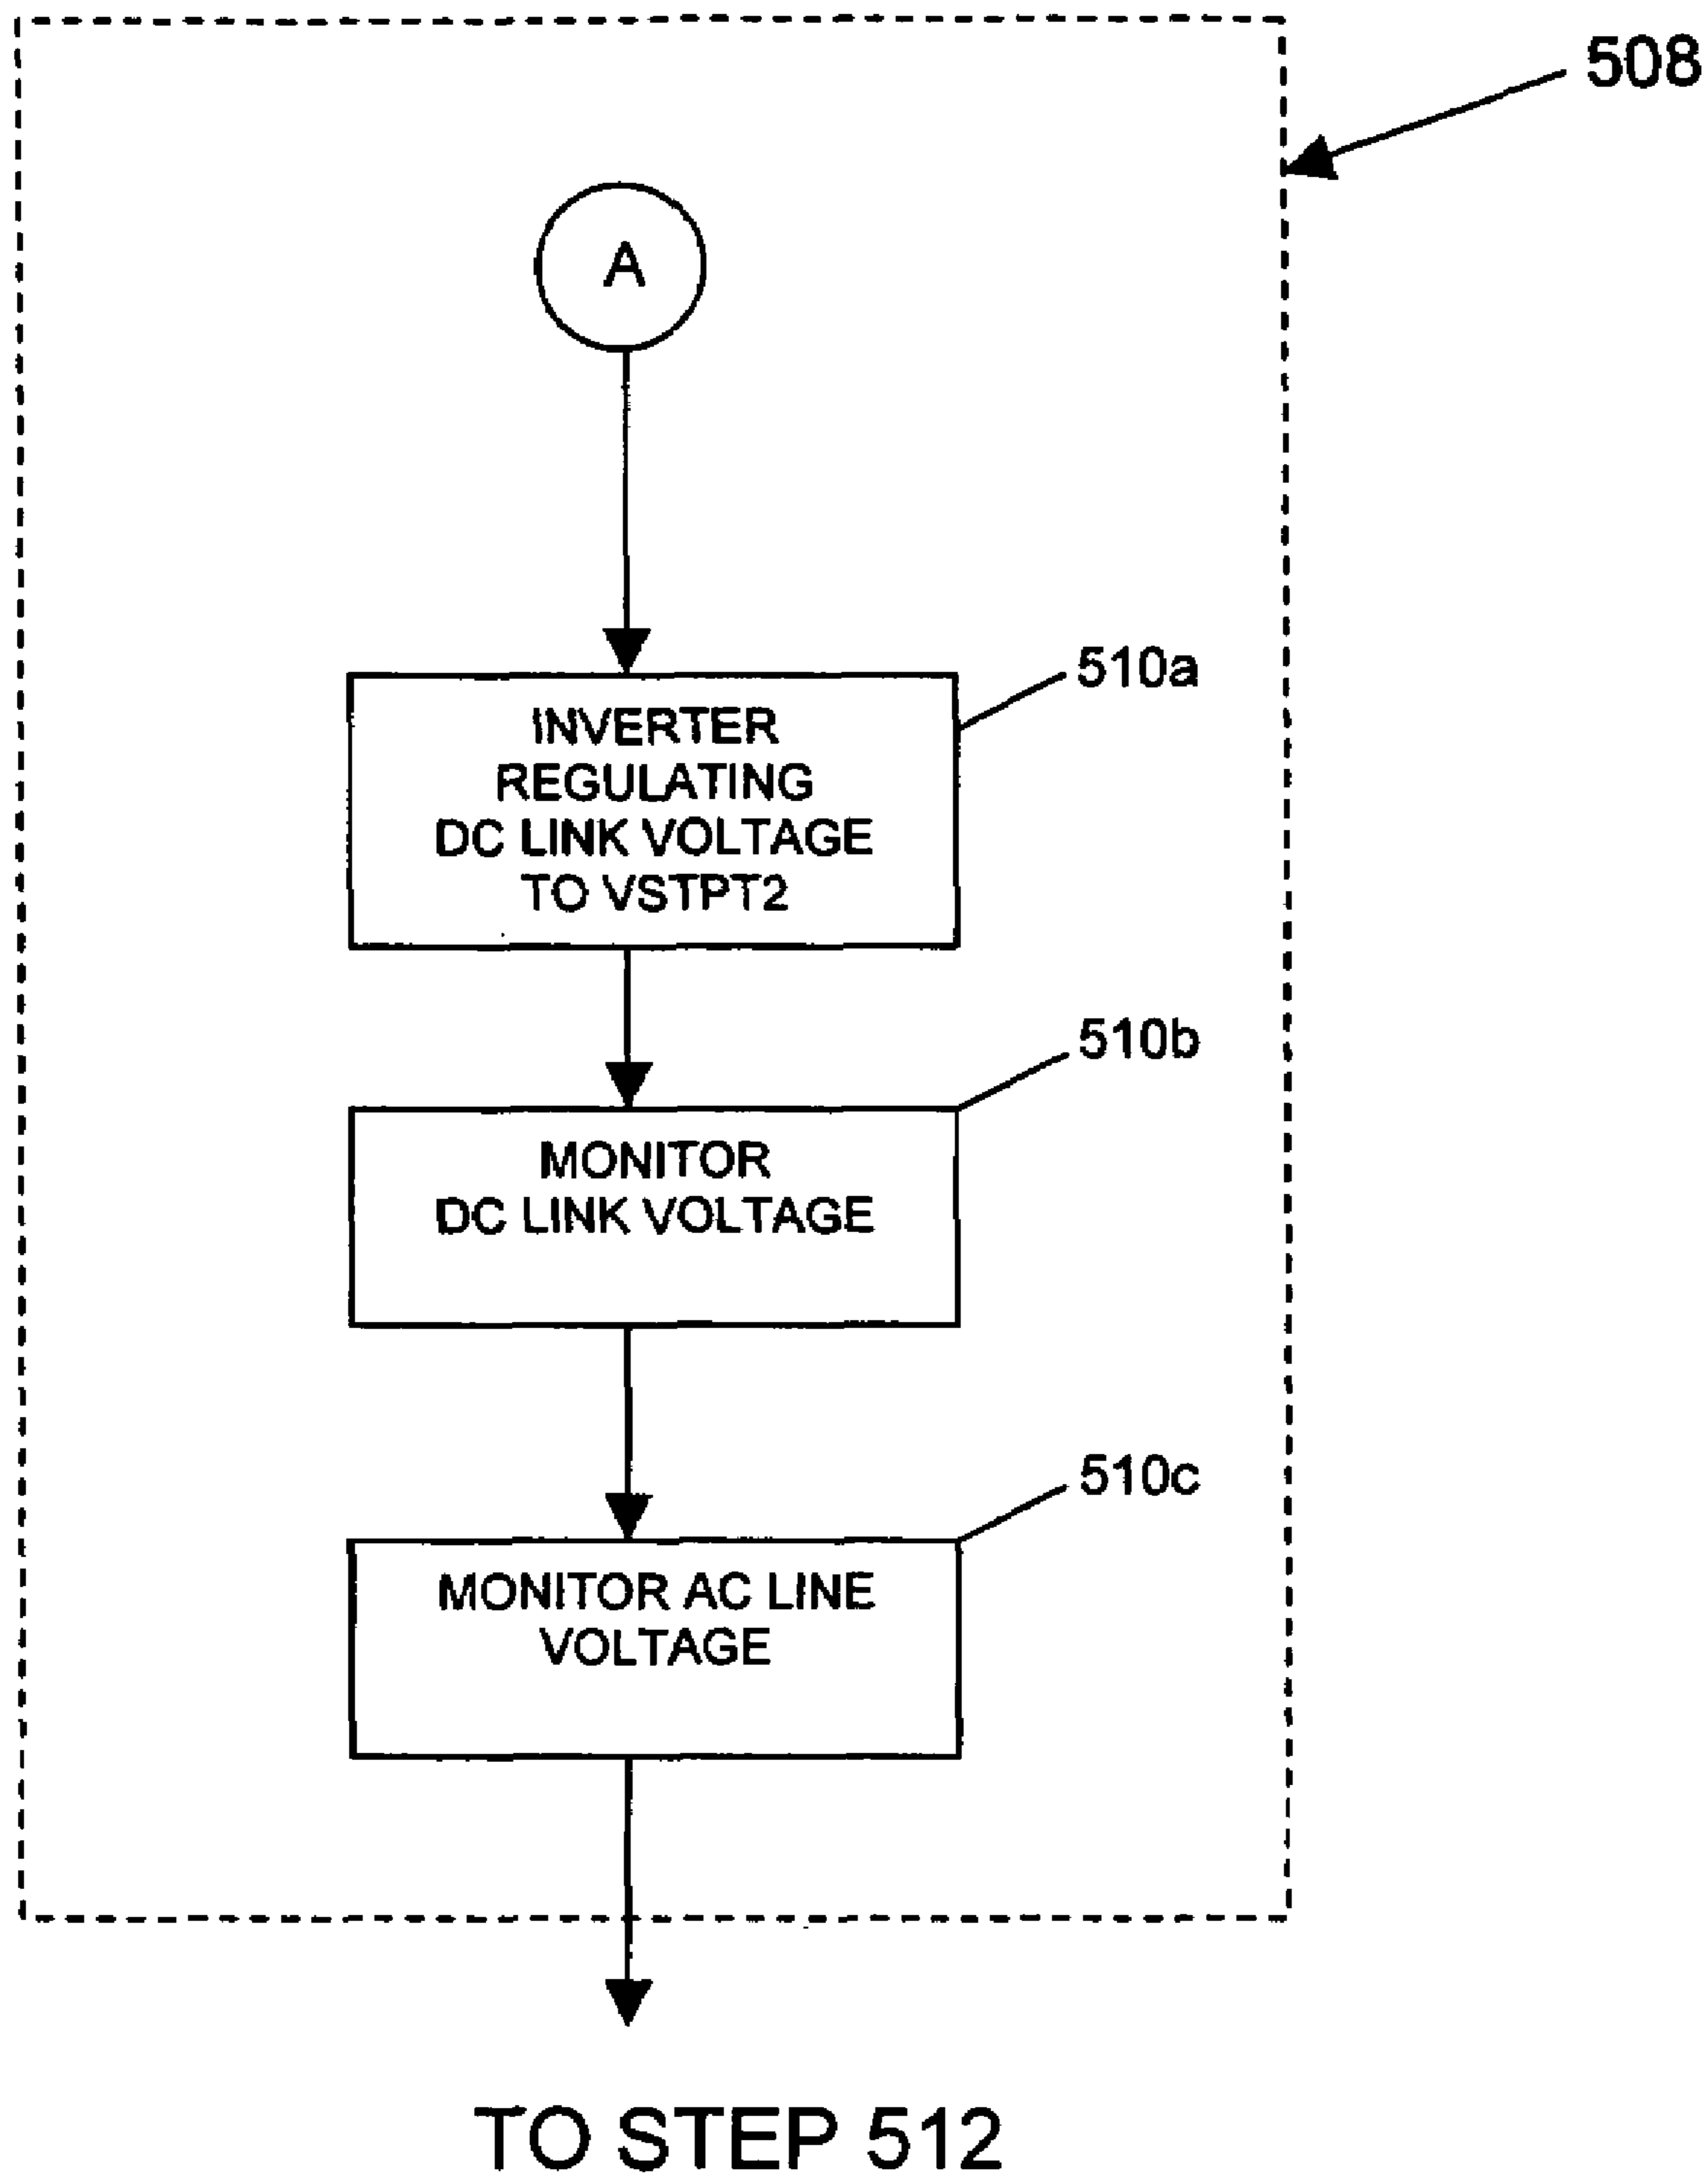 508
A
510a
INVERTER
REGULATING
DC LINK VOLTAGE
TO VSTPT2
510b
MONITOR
DC LINK VOLTAGE
510c
MONITOR AC LINE
VOLTAGE
TO STEP 512